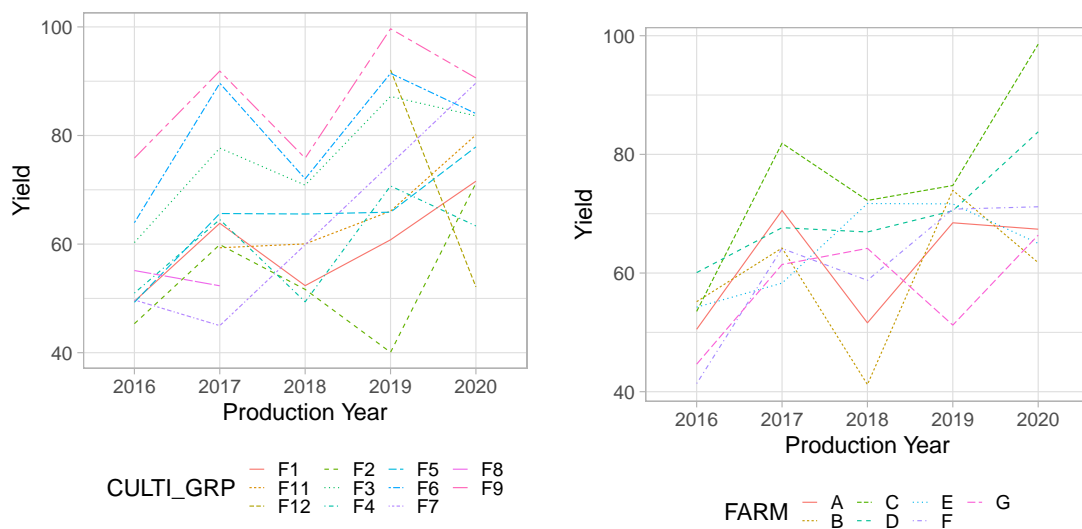 100
80
60
40
Yield
2016 2017 2018 2019 2020
Production Year
CULTI_GRP
F1 F2 F5 F8
F11 F3 F6 F9
F12 F4 F7
100
80
60
40
Yield
2016 2017 2018 2019 2020
Production Year
FARM
A C E G
B D F